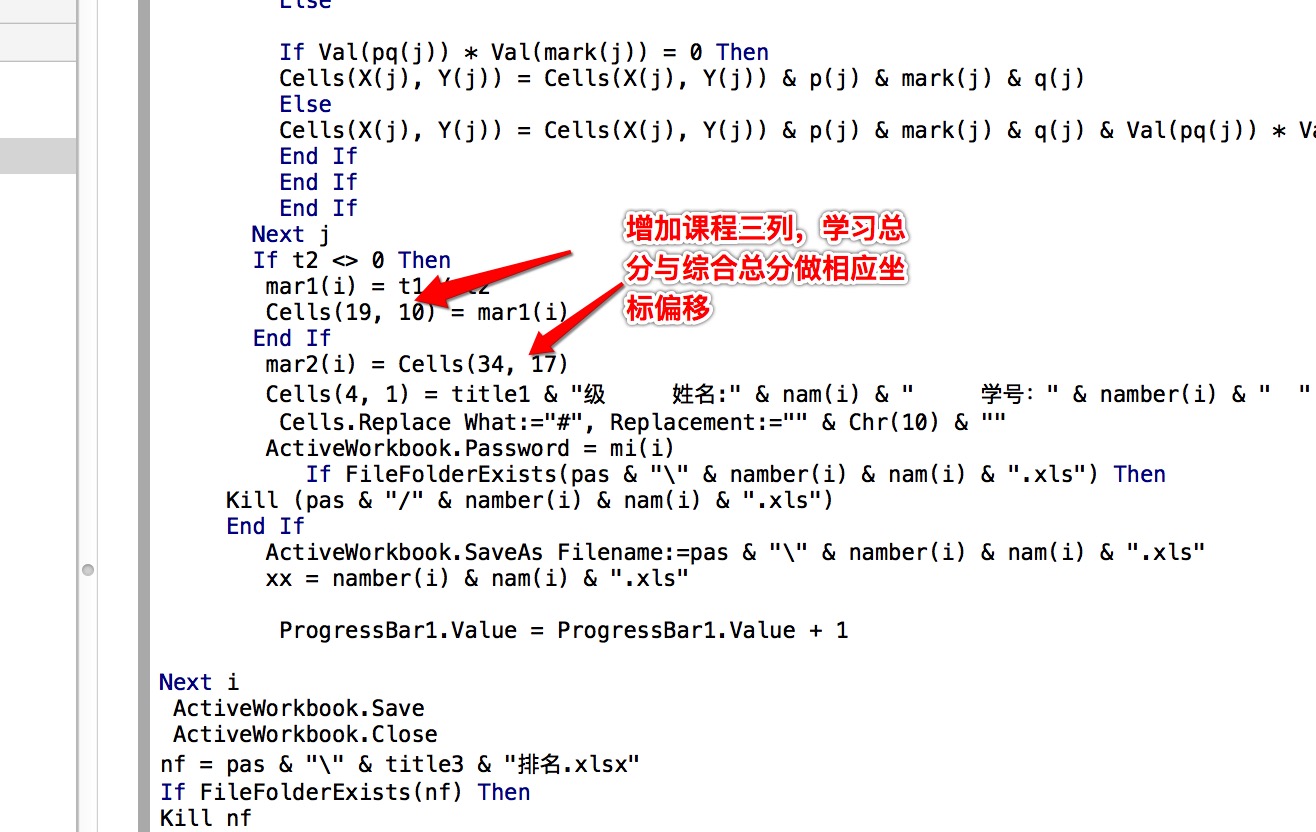 Else
If Val(pq(j)) * Val(mark(j)) = 0 Then
Cells(X(j), Y(j)) = Cells(X(j), Y(j)) & p(j) & mark(j) & q(j)
Else
Cells(X(j), Y(j)) = Cells(X(j), Y(j)) & p(j) & mark(j) & q(j) & Val(pq(j)) * Va
End If
End If
End If
Next j
If t2 <> 0 Then
mar1(i) = t1 / t2
Cells(19, 10) = mar1(i)
End If
mar2(i) = Cells(34, 17)
增加课程三列，学习总
分与综合总分做相应坐
标偏移
Cells(4, 1) = title1 & "级     姓名:" & nam(i) & "     学号：" & namber(i) & "  "
Cells.Replace What:="#", Replacement:="" & Chr(10) & ""
ActiveWorkbook.Password = mi(i)
If FileFolderExists(pas & "\" & namber(i) & nam(i) & ".xls") Then
Kill (pas & "/" & namber(i) & nam(i) & ".xls")
End If
ActiveWorkbook.SaveAs Filename:=pas & "\" & namber(i) & nam(i) & ".xls"
xx = namber(i) & nam(i) & ".xls"
ProgressBar1.Value = ProgressBar1.Value + 1
Next i
ActiveWorkbook.Save
ActiveWorkbook.Close
nf = pas & "\" & title3 & "排名.xlsx"
If FileFolderExists(nf) Then
Kill nf